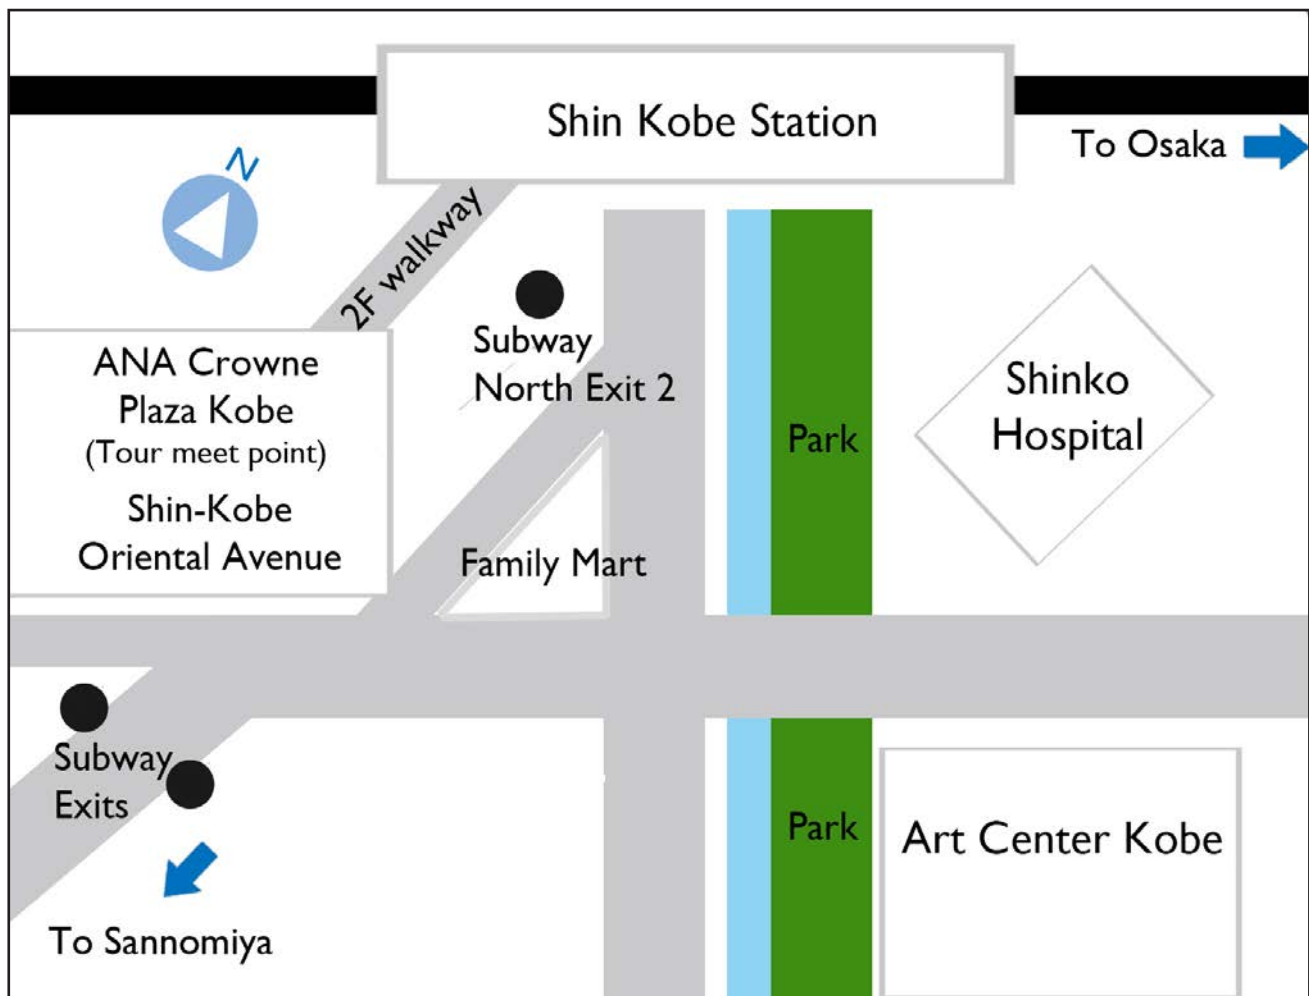 Shin Kobe Station
To Osaka
N
2F walkway
Subway
North Exit 2
ANA Crowne
Plaza Kobe
(Tour meet point)
Shin-Kobe
Oriental Avenue
Park
Shinko
Hospital
Family Mart
Subway
Exits
Park
Art Center Kobe
To Sannomiya